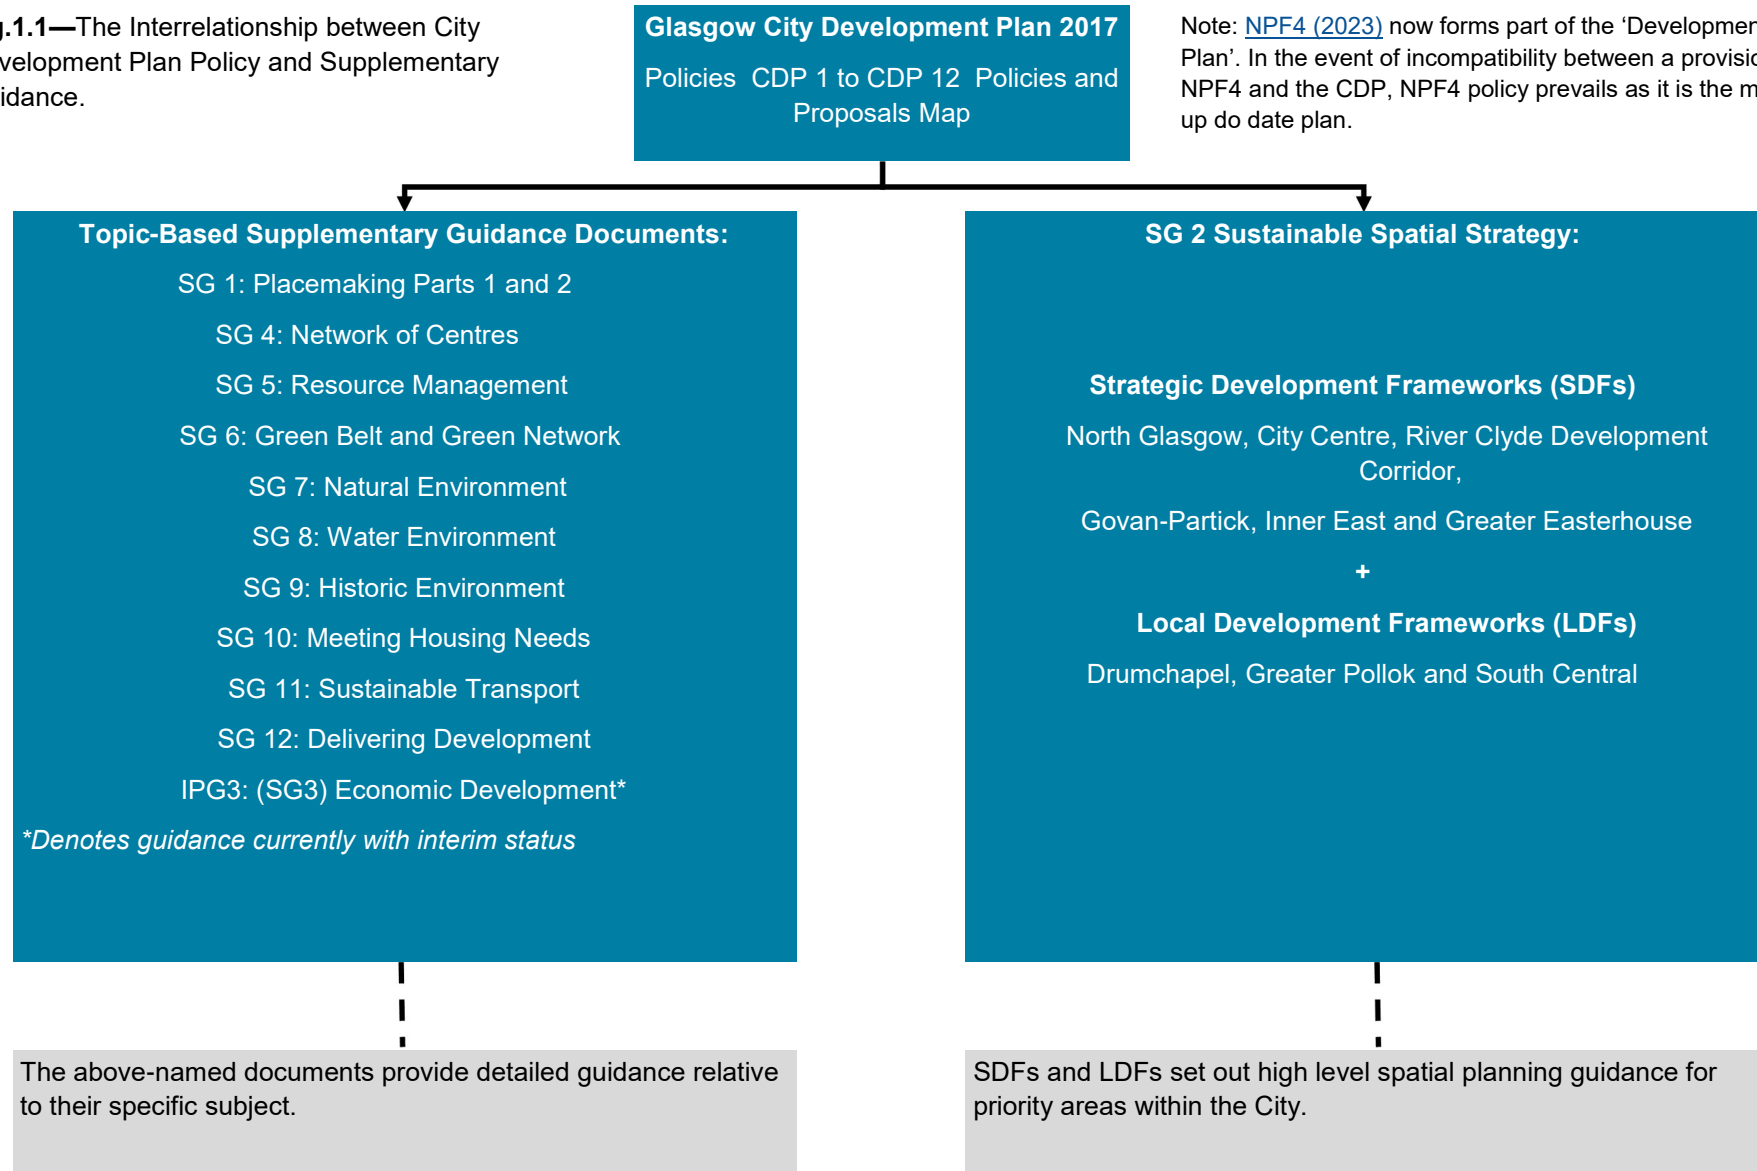 g.1.1—The Interrelationship between City
velopment Plan Policy and Supplementary
idance.
Glasgow City Development Plan 2017
Policies CDP 1 to CDP 12 Policies and
Proposals Map
Note: NPF4 (2023) now forms part of the ‘Developmen
Plan’. In the event of incompatibility between a provisio
NPF4 and the CDP, NPF4 policy prevails as it is the m
up do date plan.
Topic-Based Supplementary Guidance Documents:
SG 1: Placemaking Parts 1 and 2
SG 4: Network of Centres
SG 5: Resource Management
SG 6: Green Belt and Green Network
SG 7: Natural Environment
SG 8: Water Environment
SG 9: Historic Environment
SG 10: Meeting Housing Needs
SG 11: Sustainable Transport
SG 12: Delivering Development
IPG3: (SG3) Economic Development*
*Denotes guidance currently with interim status
SG 2 Sustainable Spatial Strategy:
Strategic Development Frameworks (SDFs)
North Glasgow, City Centre, River Clyde Development
Corridor,
Govan-Partick, Inner East and Greater Easterhouse
+
Local Development Frameworks (LDFs)
Drumchapel, Greater Pollok and South Central
The above-named documents provide detailed guidance relative
to their specific subject.
SDFs and LDFs set out high level spatial planning guidance for
priority areas within the City.